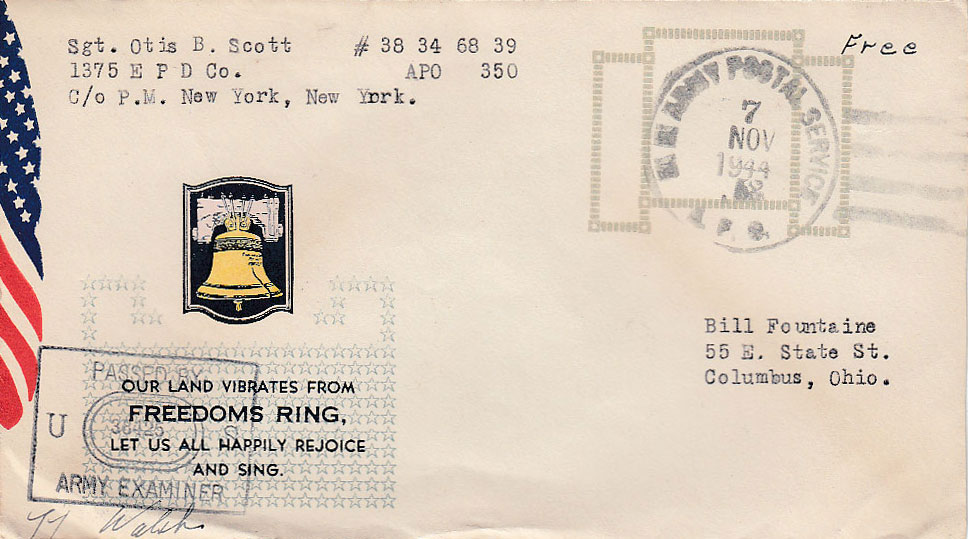 Sgt. Otis B. Scott # 38 34 68 39
1375 E P D Co. APO 350
C/o P.M. New York, New York.
Free
ARMY POSTAL SERVICE
7
NOV
1944
A. P. O.
Bill Fountaine
55 E. State St.
Columbus, Ohio.
PASSED BY
U S
ARMY EXAMINER
OUR LAND VIBRATES FROM
FREEDOMS RING,
LET US ALL HAPPILY REJOICE
AND SING.
Walsh